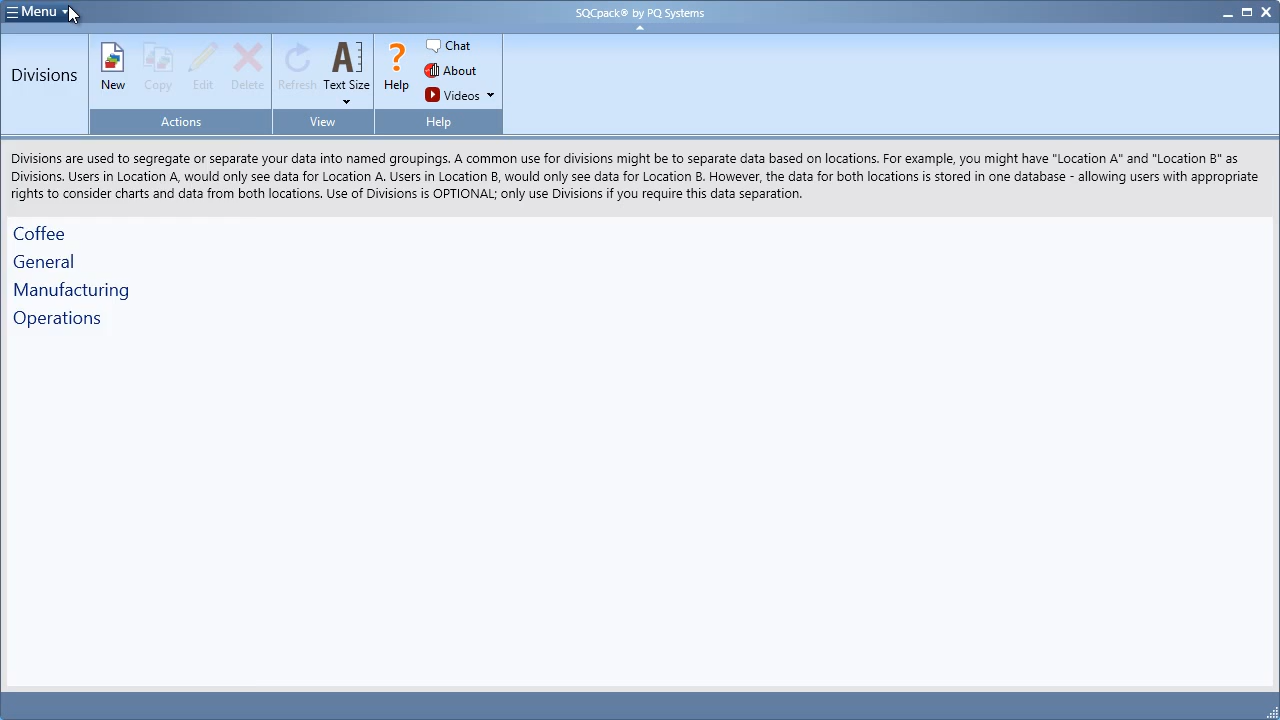 Menu
SQCpack® by PQ Systems
Divisions
New
Copy
Edit
Delete
Actions
Refresh
Text Size
View
Help
Chat
About
Videos
Help
Divisions are used to segregate or separate your data into named groupings. A common use for divisions might be to separate data based on locations. For example, you might have "Location A" and "Location B" as
Divisions. Users in Location A, would only see data for Location A. Users in Location B, would only see data for Location B. However, the data for both locations is stored in one database - allowing users with appropriate
rights to consider charts and data from both locations. Use of Divisions is OPTIONAL; only use Divisions if you require this data separation.
Coffee
General
Manufacturing
Operations